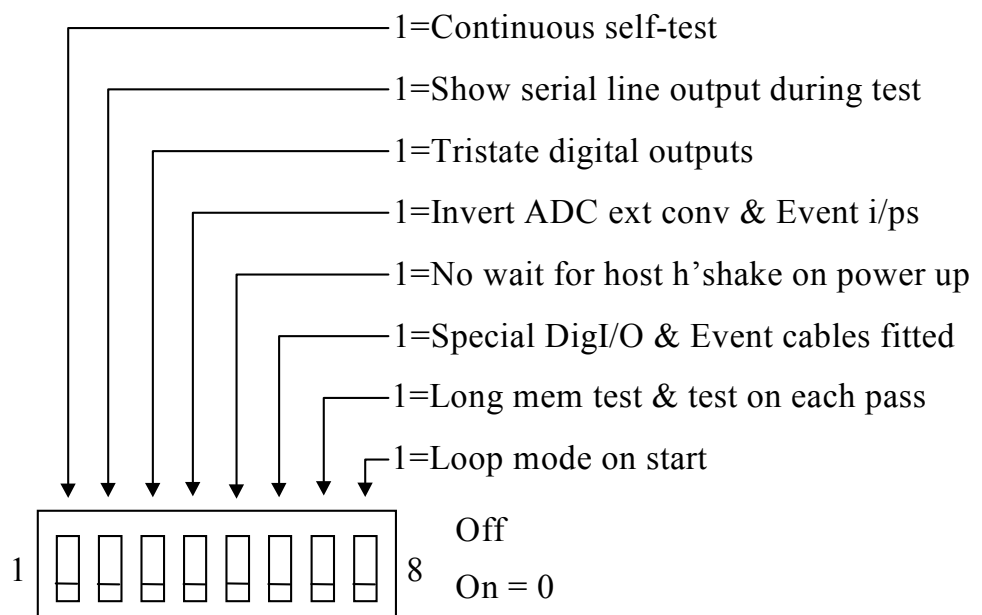 1=Continuous self-test
1=Show serial line output during test
1=Tristate digital outputs
1=Invert ADC ext conv & Event i/ps
1=No wait for host h’shake on power up
1=Special DigI/O & Event cables fitted
1=Long mem test & test on each pass
1=Loop mode on start
Off
1 8
On = 0